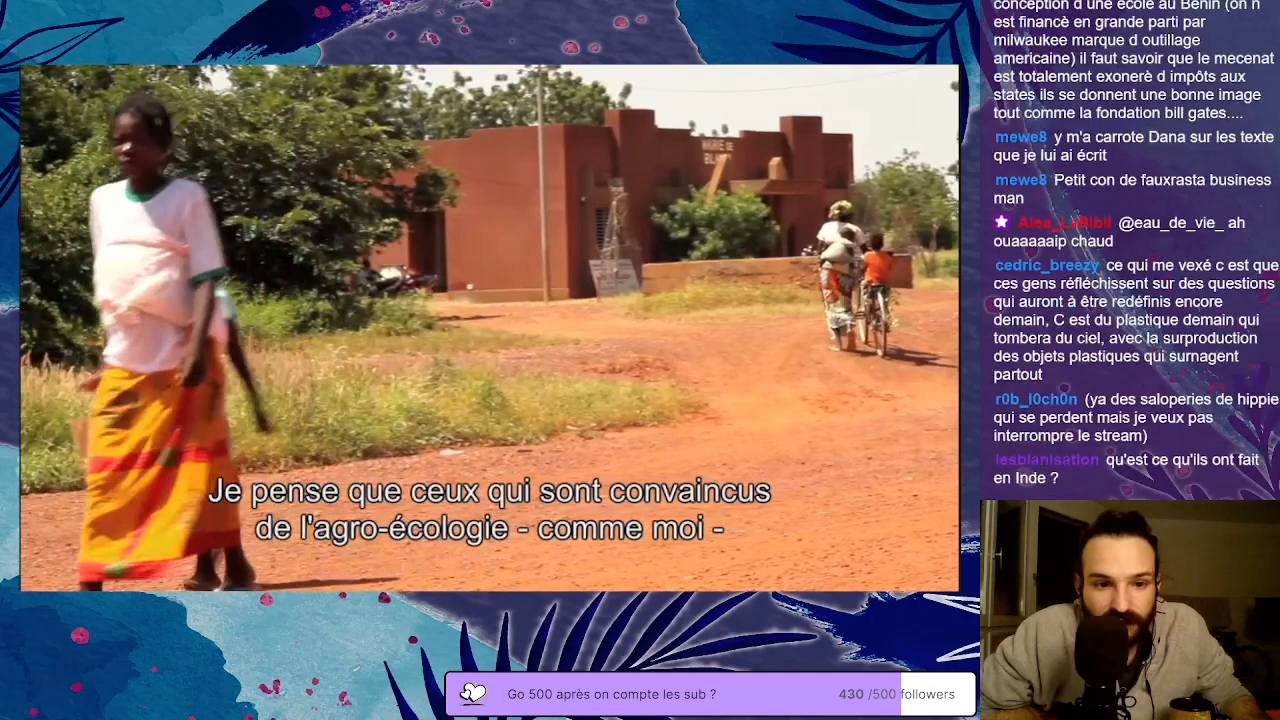 conception d une école au Bénin (on n
est financè en grande parti par
milwaukee marque d outillage
americaine) il faut savoir que le mecenat
est totalement exonerè d impôts aux
states ils se donnent une bonne image
tout comme la fondation bill gates....
mewe8 y m'a carrote Dana sur les texte
que je lui ai écrit
mewe8 Petit con de fauxrasta business
man
Alea_LaBibil @eau_de_vie_ ah
ouaaaaaip chaud
cedric_breezy ce qui me vexé c est que
ces gens réfléchissent sur des questions
qui auront à être redéfinis encore
demain, C est du plastique demain qui
tombera du ciel, avec la surproduction
des objets plastiques qui surnagent
partout
r0b_l0ch0n (ya des saloperies de hippie
qui se perdent mais je veux pas
interrompre le stream)
lesbianisation qu'est ce qu'ils ont fait
en Inde ?
MAIRIE DE
Je pense que ceux qui sont convaincus
de l'agro-écologie - comme moi -
Go 500 après on compte les sub ?
430 /500 followers